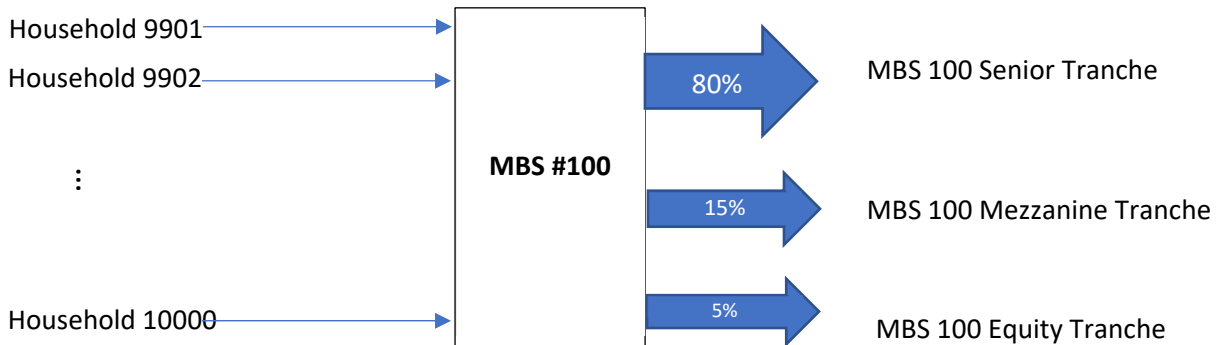 Household 9901
Household 9902
⋮
Household 10000
MBS #100
80%
15%
5%
MBS 100 Senior Tranche
MBS 100 Mezzanine Tranche
MBS 100 Equity Tranche